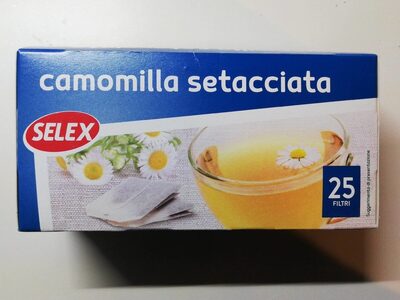 camomilla setacciata
SELEX
25
FILTRI
Suggerimento di presentazione